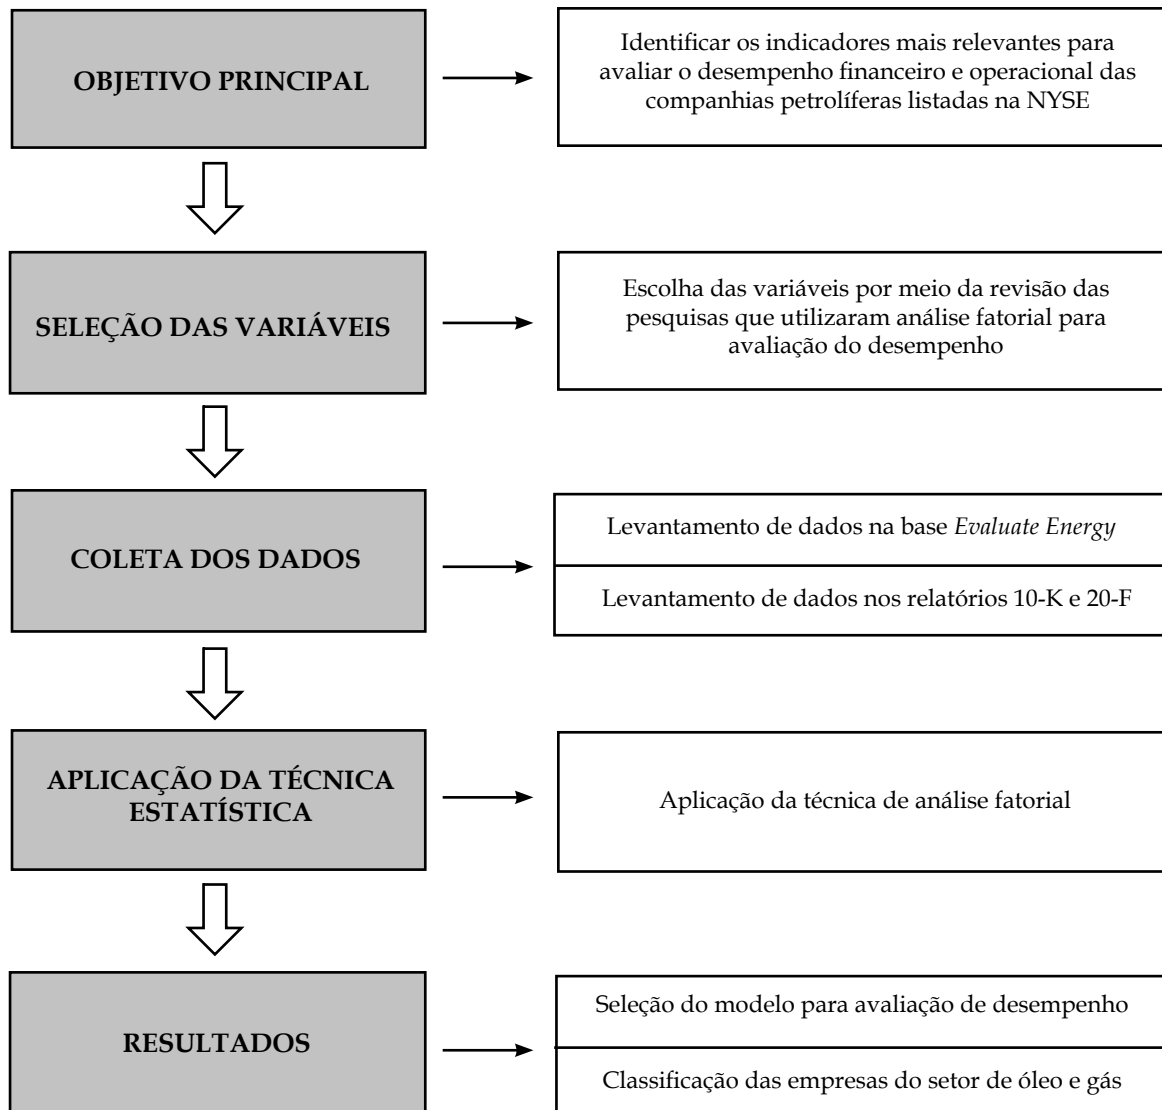 OBJETIVO PRINCIPAL
Identificar os indicadores mais relevantes para
avaliar o desempenho financeiro e operacional das
companhias petrolíferas listadas na NYSE
SELEÇÃO DAS VARIÁVEIS
Escolha das variáveis por meio da revisão das
pesquisas que utilizaram análise fatorial para
avaliação do desempenho
COLETA DOS DADOS
Levantamento de dados na base Evaluate Energy
Levantamento de dados nos relatórios 10-K e 20-F
APLICAÇÃO DA TÉCNICA
ESTATÍSTICA
Aplicação da técnica de análise fatorial
RESULTADOS
Seleção do modelo para avaliação de desempenho
Classificação das empresas do setor de óleo e gás